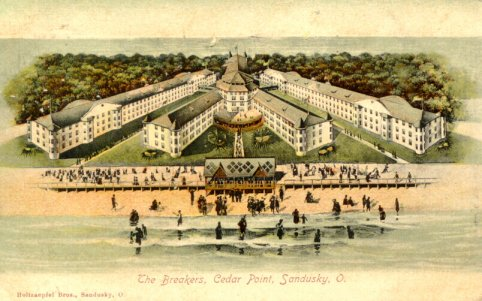 The Breakers, Cedar Point, Sandusky, O.
Holtzaepfel Bros., Sandusky, O